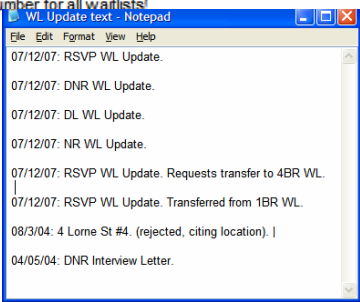 number for all waitlists!
WL Update text - Notepad
File Edit Format View Help
07/12/07: RSVP WL Update.
07/12/07: DNR WL Update.
07/12/07: DL WL Update.
07/12/07: NR WL Update.
07/12/07: RSVP WL Update. Requests transfer to 4BR WL.
07/12/07: RSVP WL Update. Transferred from 1BR WL.
08/3/04: 4 Lorne St #4. (rejected, citing location). |
04/05/04: DNR Interview Letter.